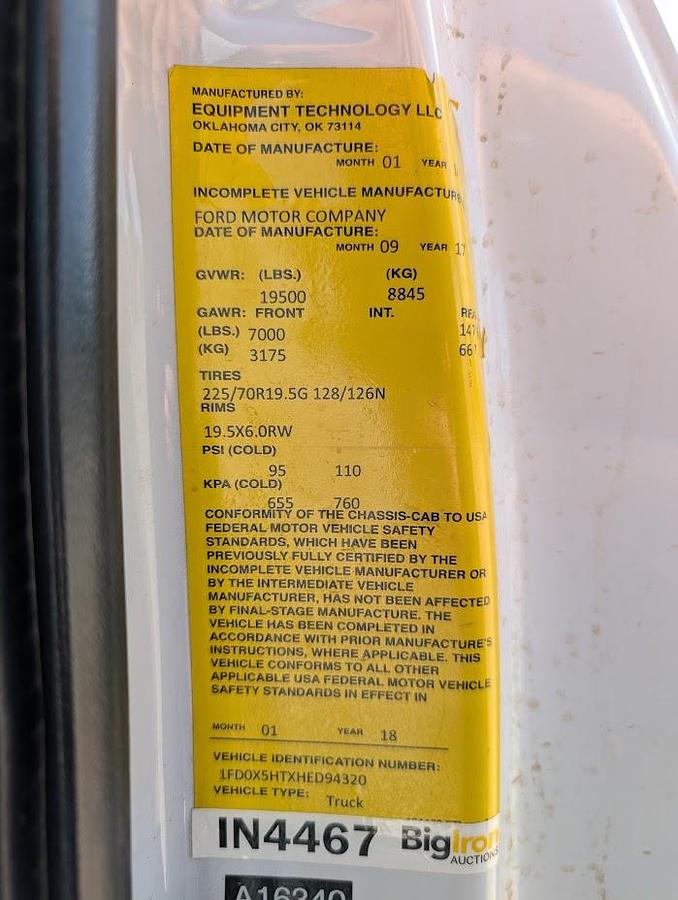 MANUFACTURED BY:
EQUIPMENT TECHNOLOGY LLC
OKLAHOMA CITY, OK 73114
DATE OF MANUFACTURE:
MONTH 01 YEAR
INCOMPLETE VEHICLE MANUFACTURE
FORD MOTOR COMPANY
DATE OF MANUFACTURE:
MONTH 09 YEAR 17
GVWR: (LBS.) (KG)
19500 8845
GAWR: FRONT INT.
(LBS.) 7000
(KG) 3175
TIRES
225/70R19.5G 128/126N
RIMS
19.5X6.0RW
PSI (COLD)
95 110
KPA (COLD)
655 760
CONFORMITY OF THE CHASSIS-CAB TO USA
FEDERAL MOTOR VEHICLE SAFETY
STANDARDS, WHICH HAVE BEEN
PREVIOUSLY FULLY CERTIFIED BY THE
INCOMPLETE VEHICLE MANUFACTURER OR
BY THE INTERMEDIATE VEHICLE
MANUFACTURER, HAS NOT BEEN AFFECTED
BY FINAL-STAGE MANUFACTURE. THE
VEHICLE HAS BEEN COMPLETED IN
ACCORDANCE WITH PRIOR MANUFACTURE'S
INSTRUCTIONS, WHERE APPLICABLE. THIS
VEHICLE CONFORMS TO ALL OTHER
APPLICABLE USA FEDERAL MOTOR VEHICLE
SAFETY STANDARDS IN EFFECT IN
MONTH 01 YEAR 18
VEHICLE IDENTIFICATION NUMBER:
1FD0X5HTXHED94320
VEHICLE TYPE: Truck
IN4467 BigIron
AUCTIONS
A16340